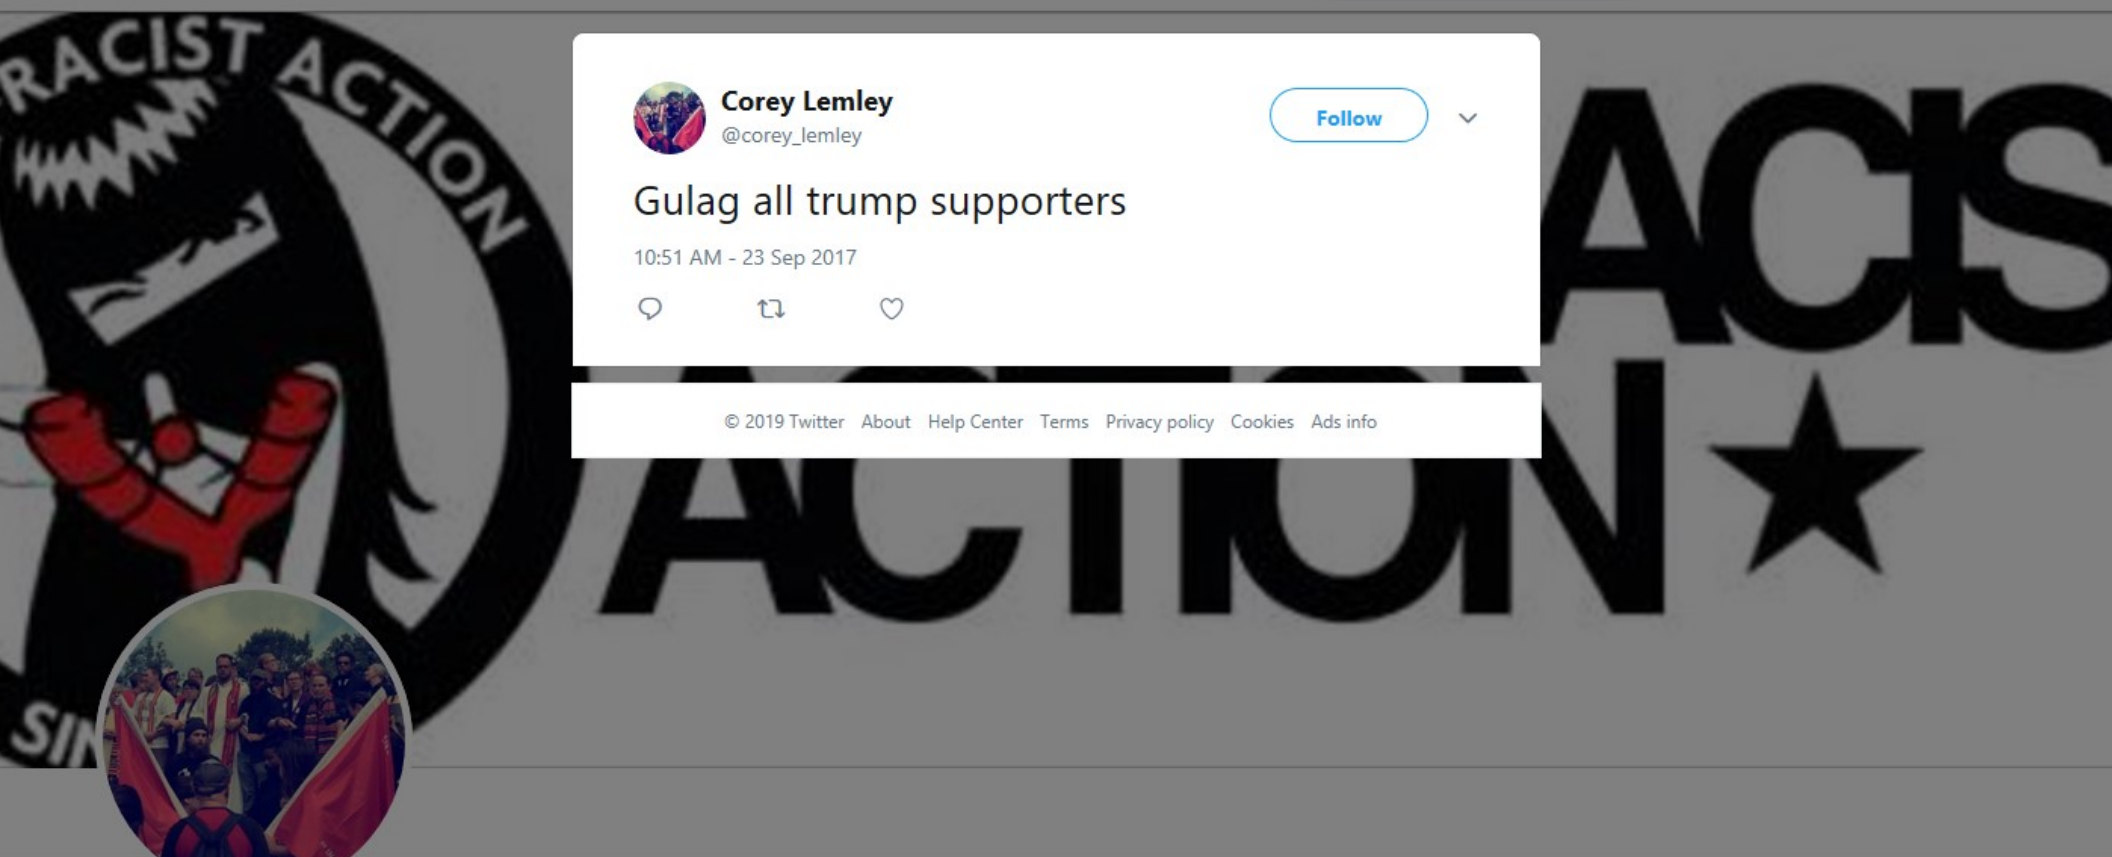 RACIST ACTION
Corey Lemley
@corey_lemley
Follow
Gulag all trump supporters
10:51 AM - 23 Sep 2017
© 2019 Twitter About Help Center Terms Privacy policy Cookies Ads info
ACIS
ACTION
SIN